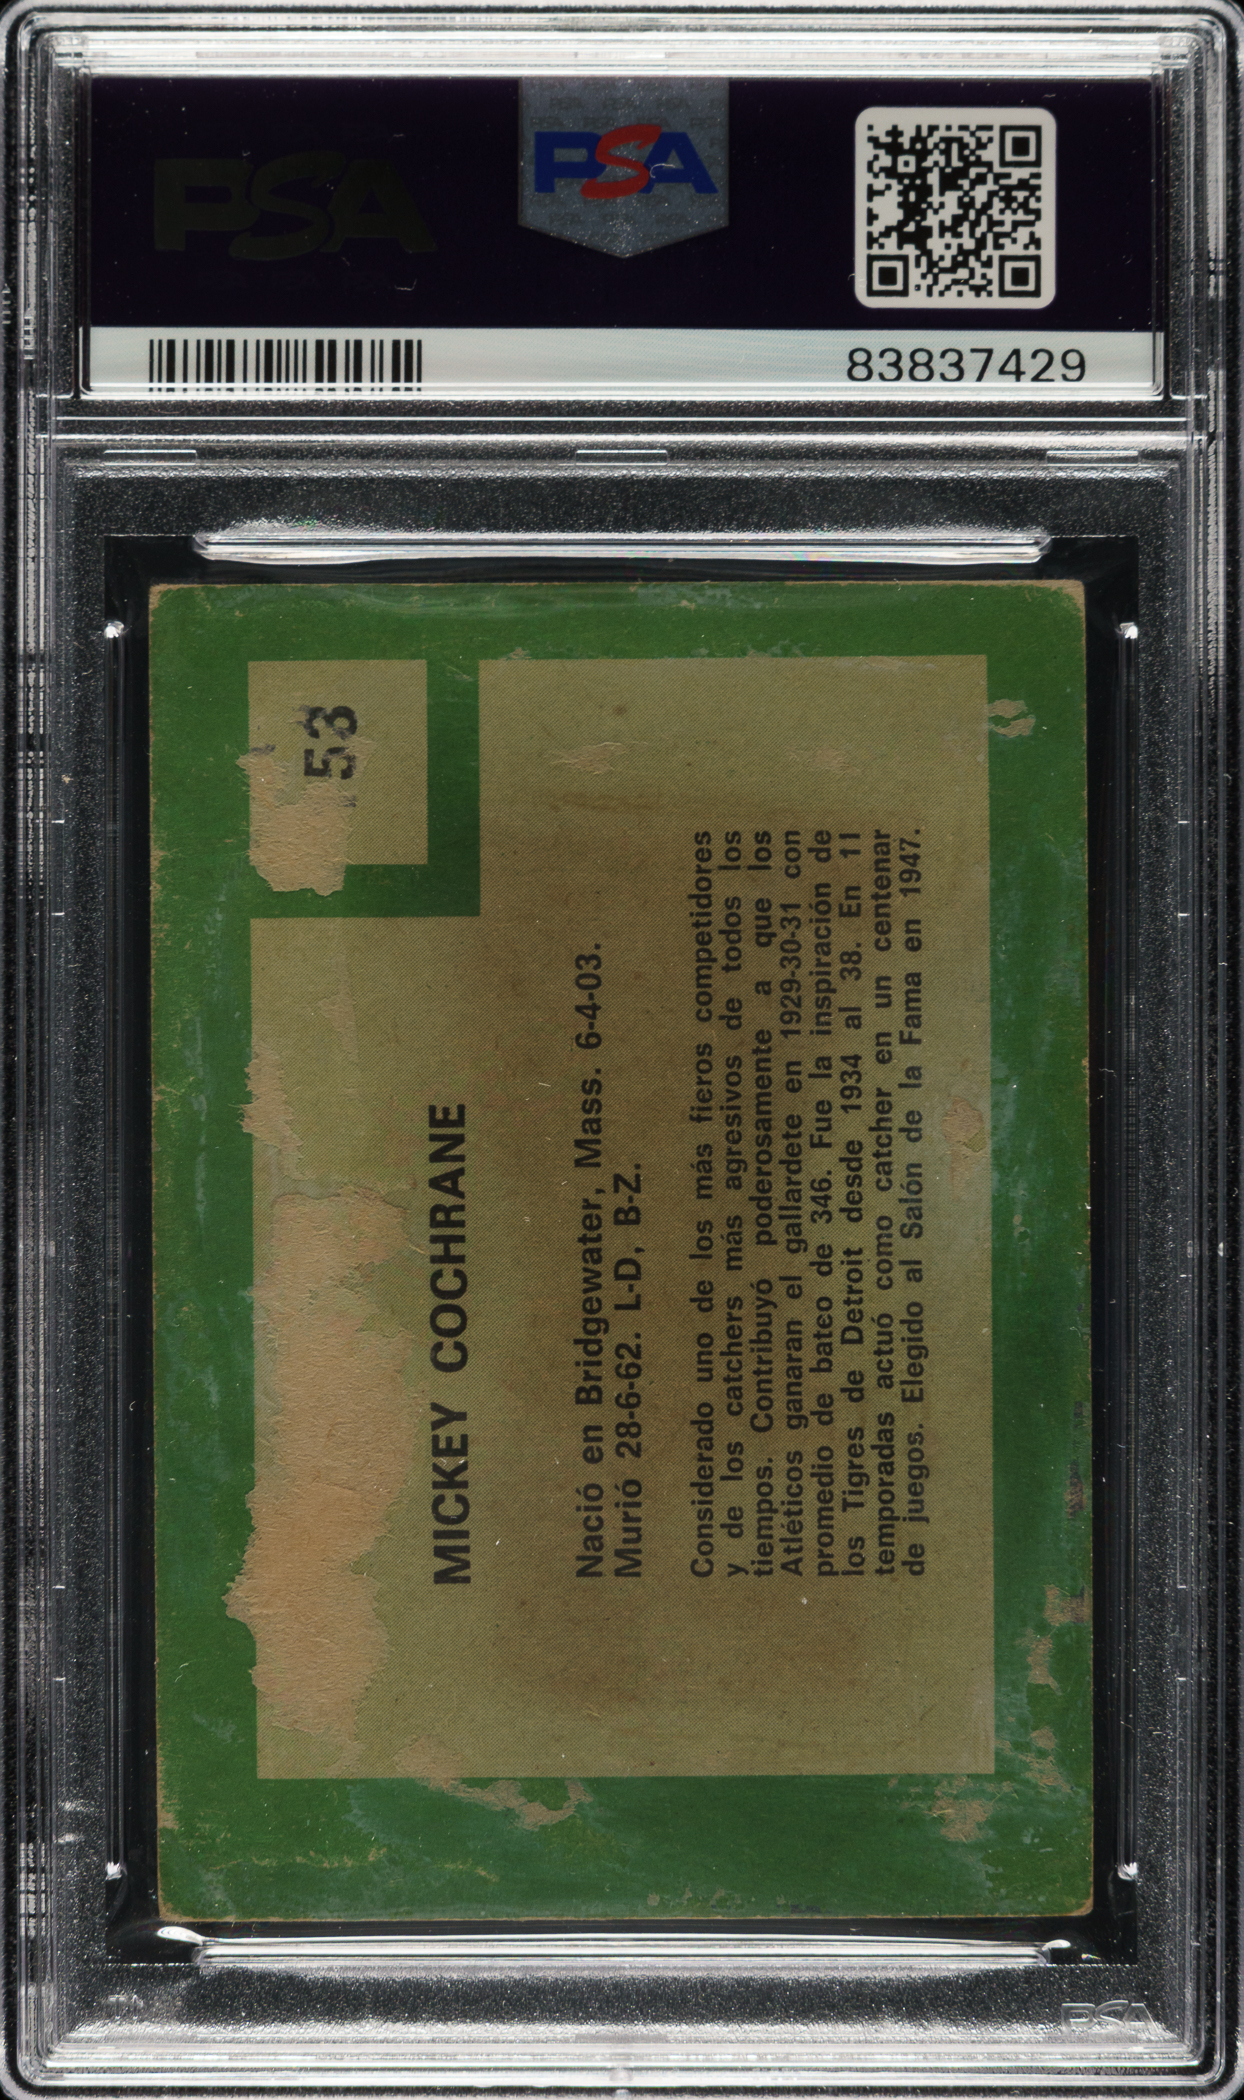 PSA
PSA
83837429
53
MICKEY COCHRANE
Nació en Bridgewater, Mass. 6-4-03.
Murió 28-6-62. L-D, B-Z.
Considerado uno de los más fieros competidores
y de los catchers más agresivos de todos los
tiempos. Contribuyó poderosamente a que los
Atléticos ganaran el gallardete en 1929-30-31 con
promedio de bateo de 346. Fue la inspiración de
los Tigres de Detroit desde 1934 al 38. En 11
temporadas actuó como catcher en un centenar
de juegos. Elegido al Salón de la Fama en 1947.
PSA